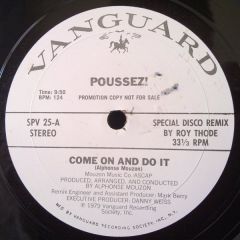 VANGUARD
POUSSEZ!
Time: 9:50
BPM: 124
PROMOTION COPY NOT FOR SALE
SPV 25-A
STEREO
SPECIAL DISCO REMIX
BY ROY THODE
33⅓ RPM
COME ON AND DO IT
(Alphonse Mouzon)
Mouzon Music Co. ASCAP
PRODUCED, ARRANGED, AND CONDUCTED
BY ALPHONSE MOUZON
Remix Engineer and Assistant Producer: Mark Berry
EXECUTIVE PRODUCER: DANNY WEISS
© 1979 Vanguard Recording
Society, Inc.
MFG. BY VANGUARD RECORDING SOCIETY, INC. N.Y.